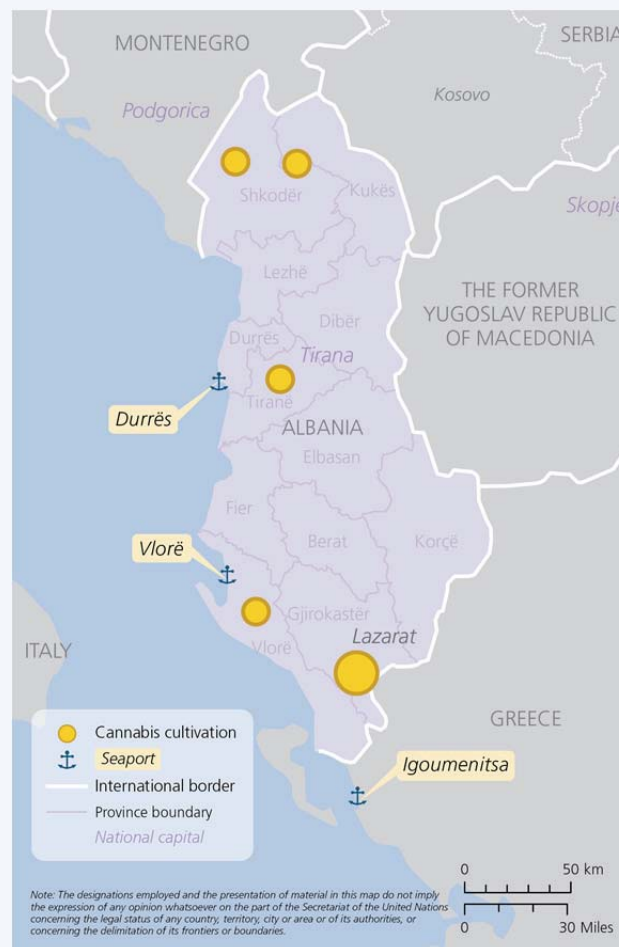 MONTENEGRO
SERBIA
Kosovo
Podgorica
Shkodër
Kukës
Skopje
Lezhë
THE FORMER
YUGOSLAV REPUBLIC
OF MACEDONIA
Dibër
Durrës
Tirana
Tiranë
Durrës
ALBANIA
Elbasan
Fier
Berat
Korçë
Vlorë
Gjirokastër
Lazarat
Vlorë
ITALY
GREECE
Cannabis cultivation
Seaport
International border
Province boundary
National capital
Igoumenitsa
0 50 km
0 30 Miles
Note: The designations employed and the presentation of material in this map do not imply
the expression of any opinion whatsoever on the part of the Secretariat of the United Nations
concerning the legal status of any country, territory, city or area or of its authorities, or
concerning the delimitation of its frontiers or boundaries.